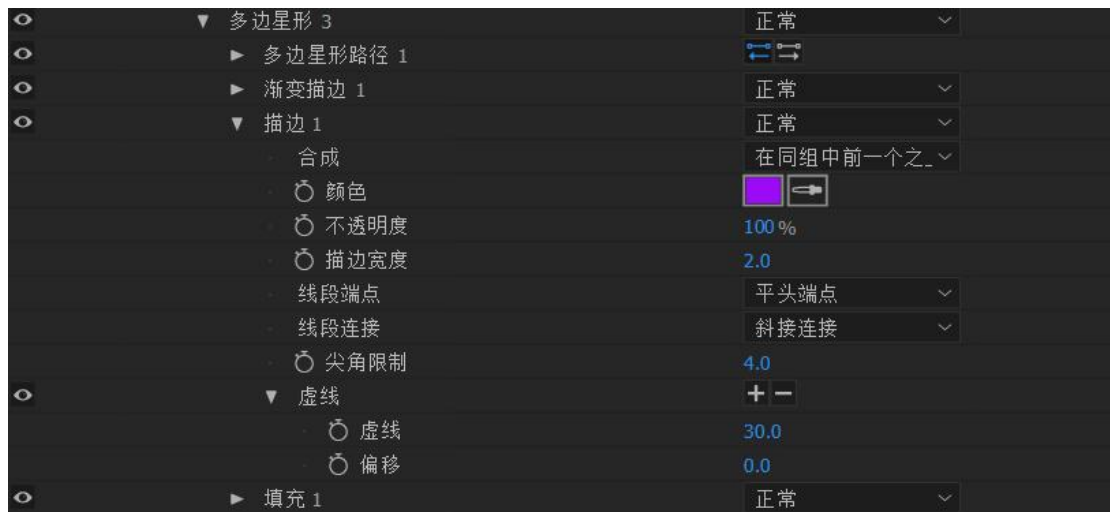 多边星形 3 正常
多边星形路径 1
渐变描边 1 正常
描边 1 正常
合成 在同组中前一个之_
颜色
不透明度 100 %
描边宽度 2.0
线段端点 平头端点
线段连接 斜接连接
尖角限制 4.0
虚线
虚线 30.0
偏移 0.0
填充 1 正常